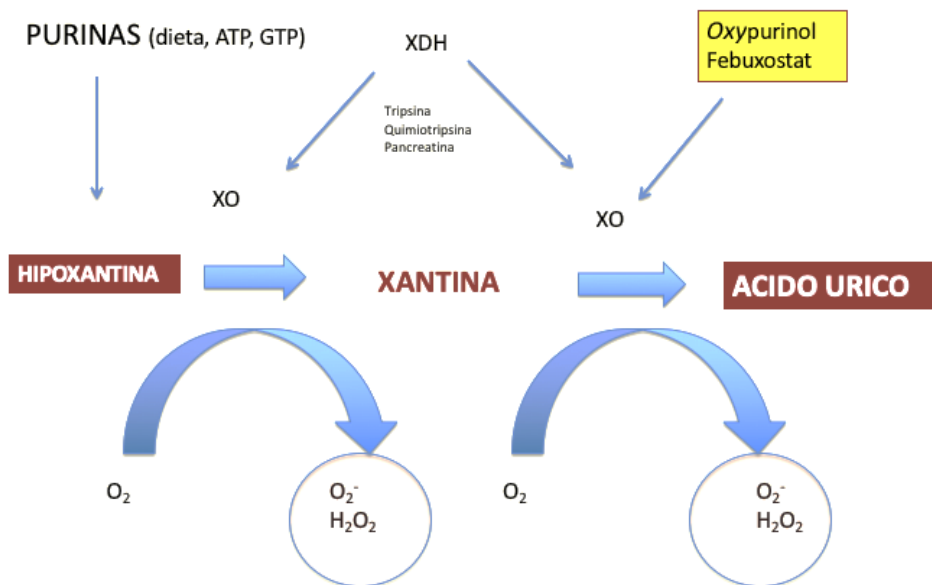 PURINAS (dieta, ATP, GTP)
XDH
Oxypurinol
Febuxostat
Tripsina
Quimiotripsina
Pancreatina
XO
XO
HIPOXANTINA
XANTINA
ACIDO URICO
O₂
O₂⁻
H₂O₂
O₂
O₂⁻
H₂O₂